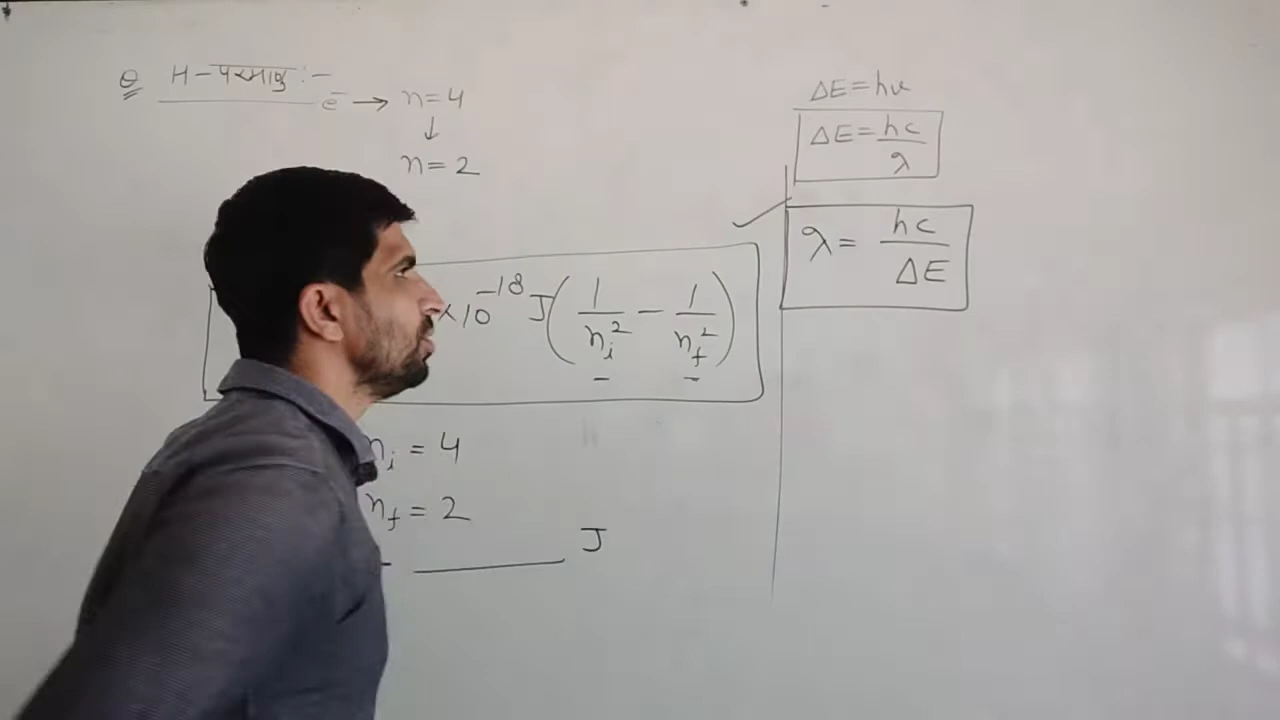 Q H-परमाणु :-
e⁻ → n=4
↓
n=2
×10⁻¹⁸ J(1/nᵢ² - 1/n_f²)
nᵢ = 4
n_f = 2
- ______ J
ΔE=hν
ΔE=hc/λ
λ= hc/ΔE